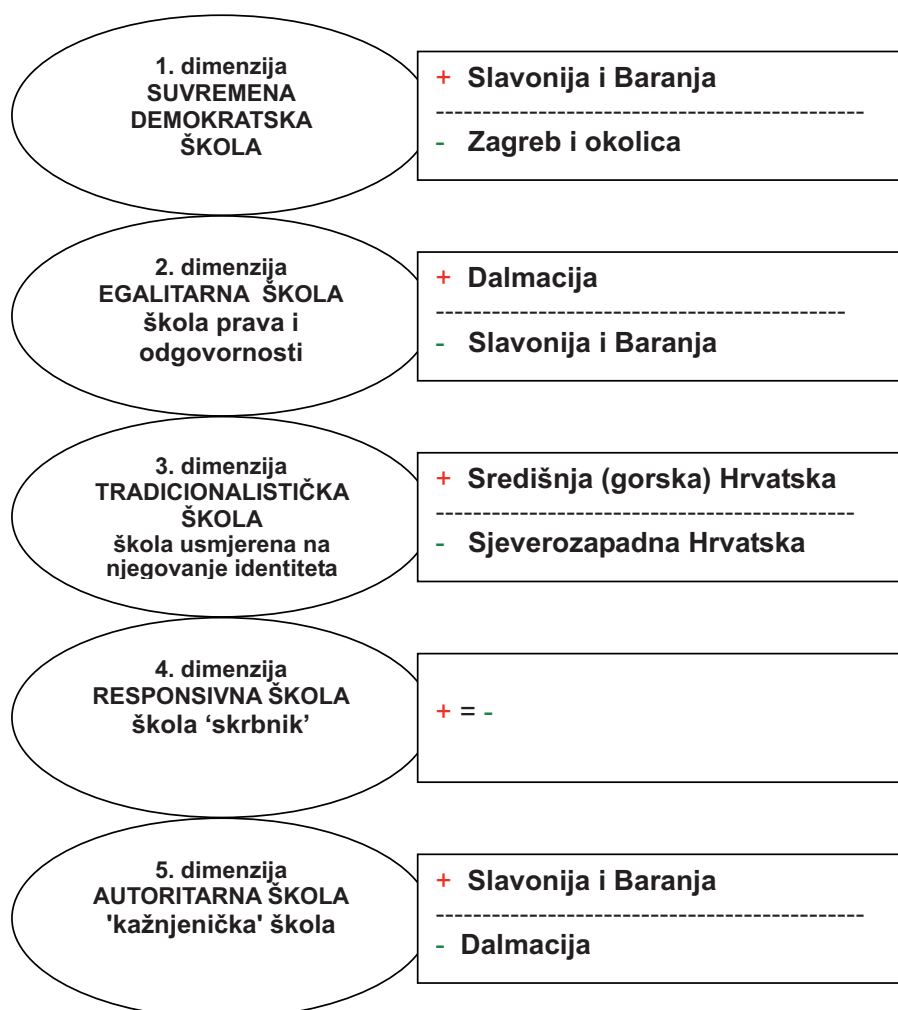 1. dimenzija
SUVREMENA
DEMOKRATSKA
ŠKOLA
+ Slavonija i Baranja
------------------------------------------------
- Zagreb i okolica
2. dimenzija
EGALITARNA ŠKOLA
škola prava i
odgovornosti
+ Dalmacija
----------------------------------------------
- Slavonija i Baranja
3. dimenzija
TRADICIONALISTIČKA
ŠKOLA
škola usmjerena na
njegovanje identiteta
+ Središnja (gorska) Hrvatska
-----------------------------------------------
- Sjeverozapadna Hrvatska
4. dimenzija
RESPONSIVNA ŠKOLA
škola ‘skrbnik’
+ = -
5. dimenzija
AUTORITARNA ŠKOLA
'kažnjenička' škola
+ Slavonija i Baranja
------------------------------------------------
- Dalmacija